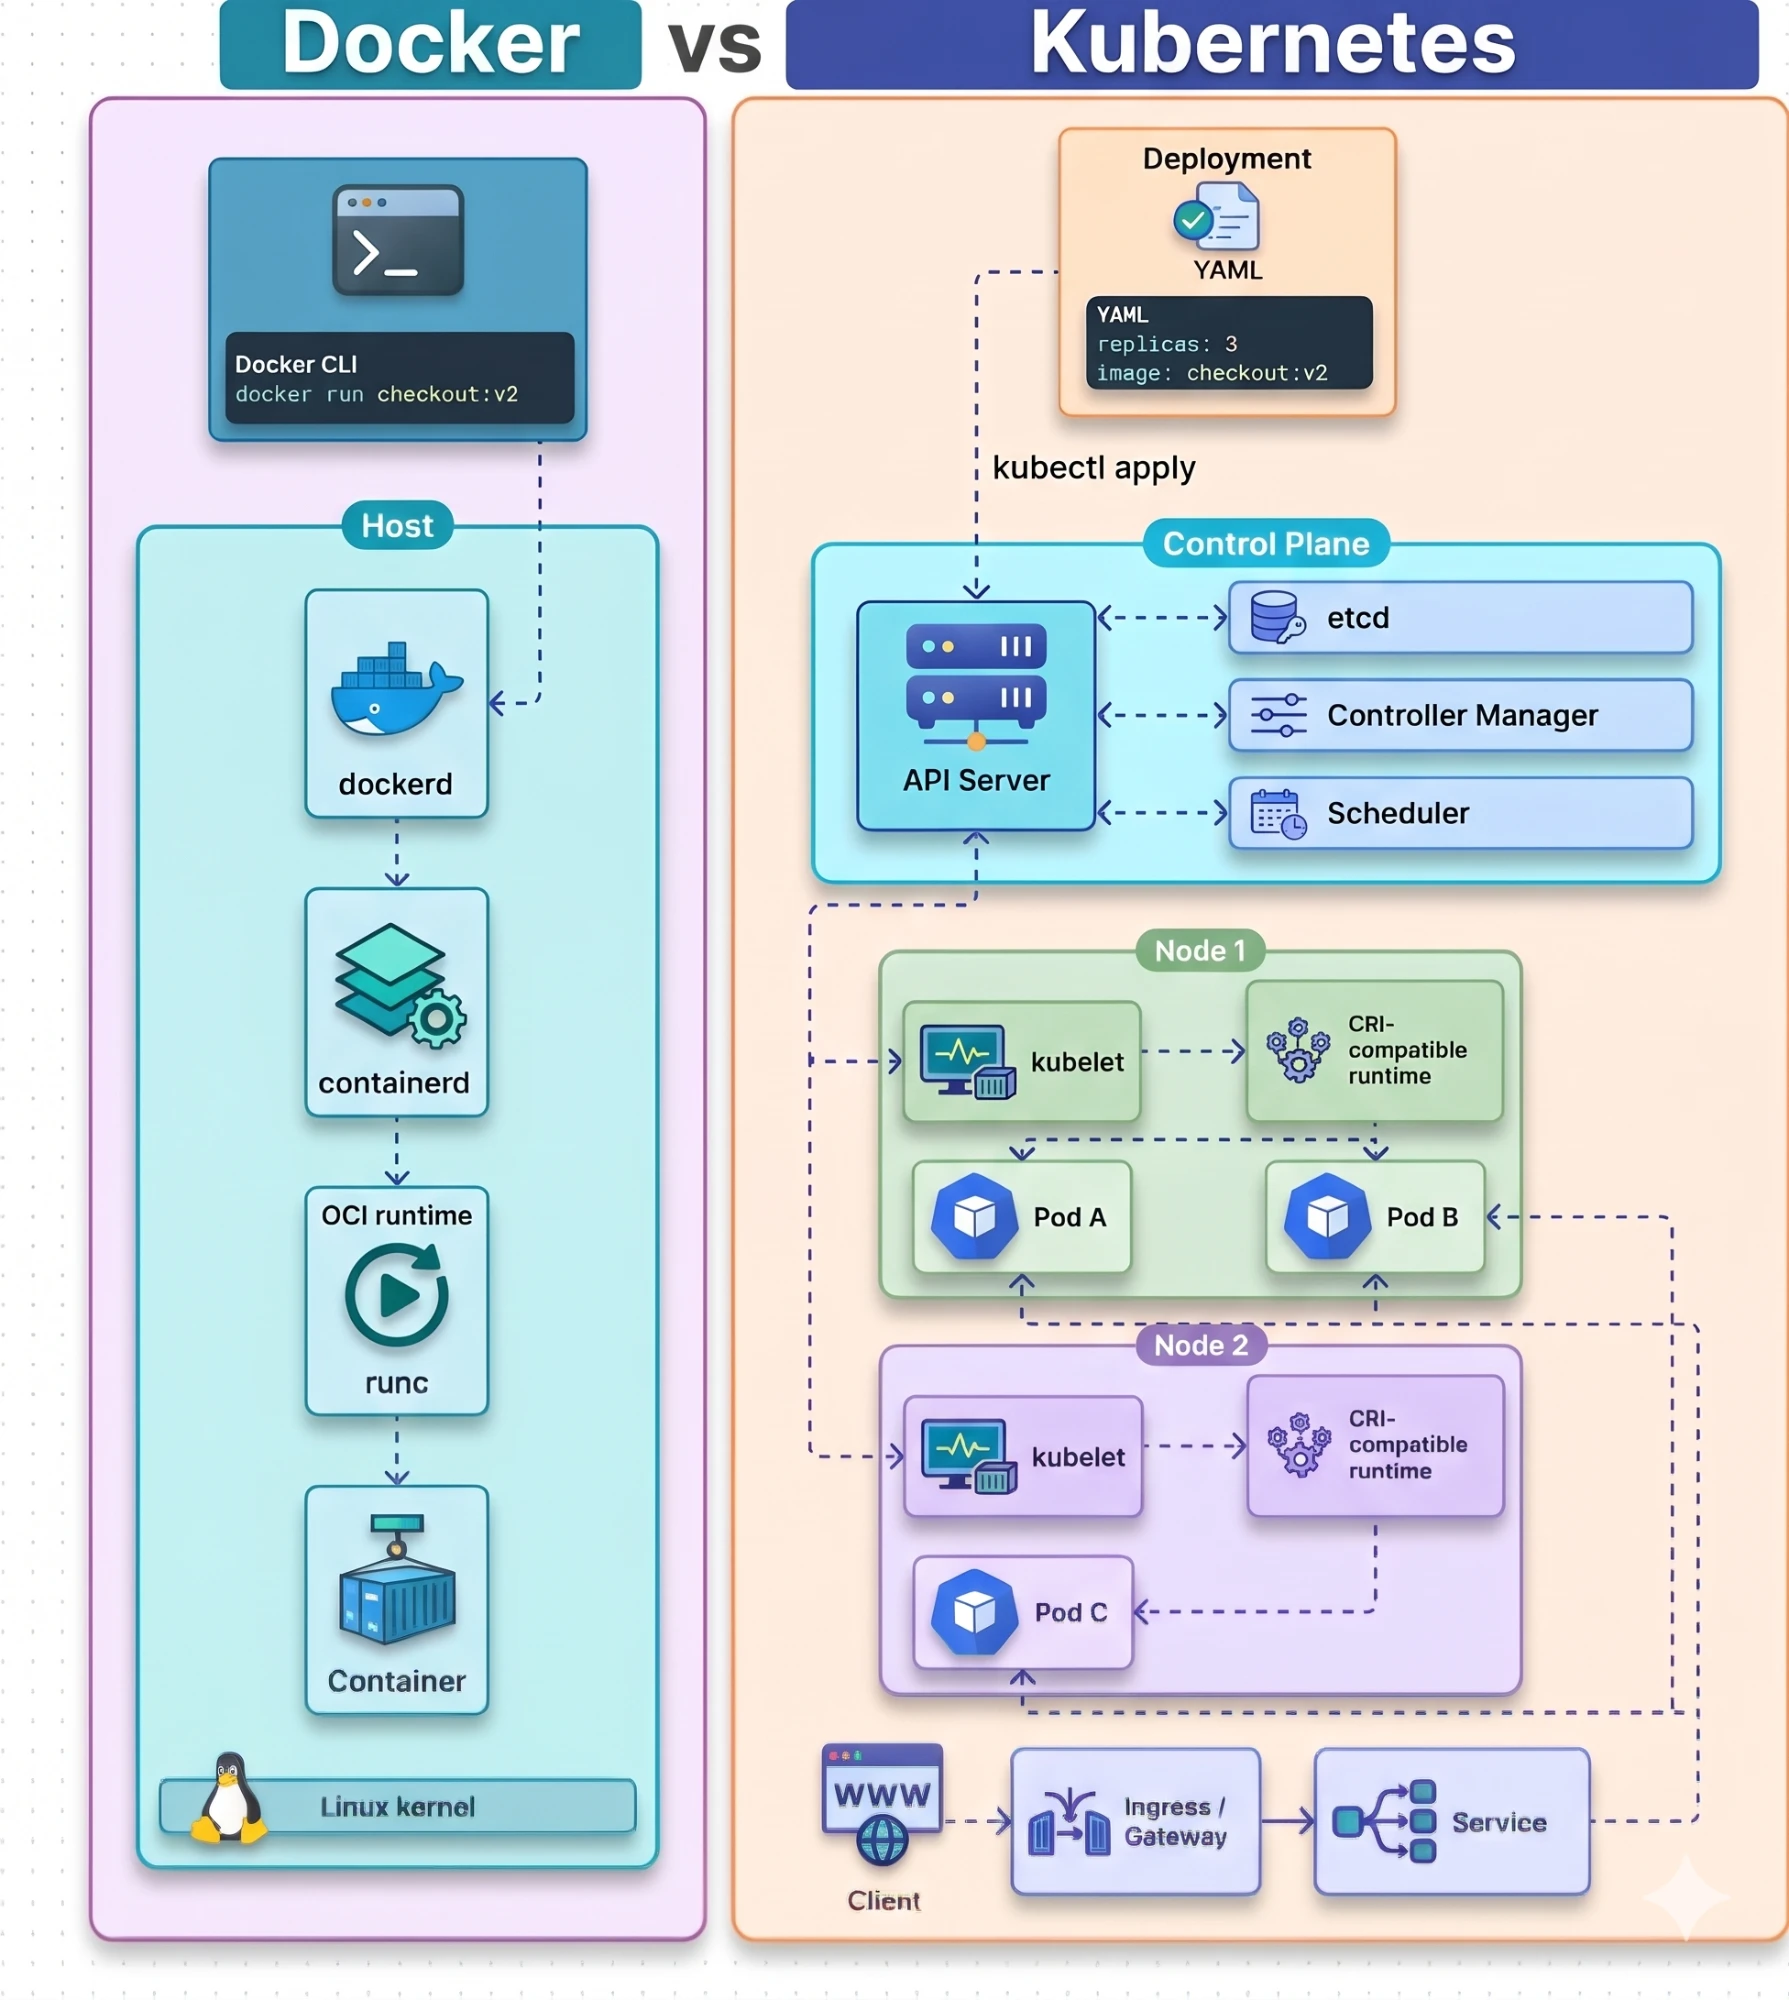 Docker vs Kubernetes
Docker CLI
docker run checkout:v2
Host
dockerd
containerd
OCI runtime
runc
Container
Linux kernel
Deployment
YAML
YAML
replicas: 3
image: checkout:v2
kubectl apply
Control Plane
API Server
etcd
Controller Manager
Scheduler
Node 1
kubelet
CRI-
compatible
runtime
Pod A
Pod B
Node 2
kubelet
CRI-
compatible
runtime
Pod C
WWW
Client
Ingress /
Gateway
Service